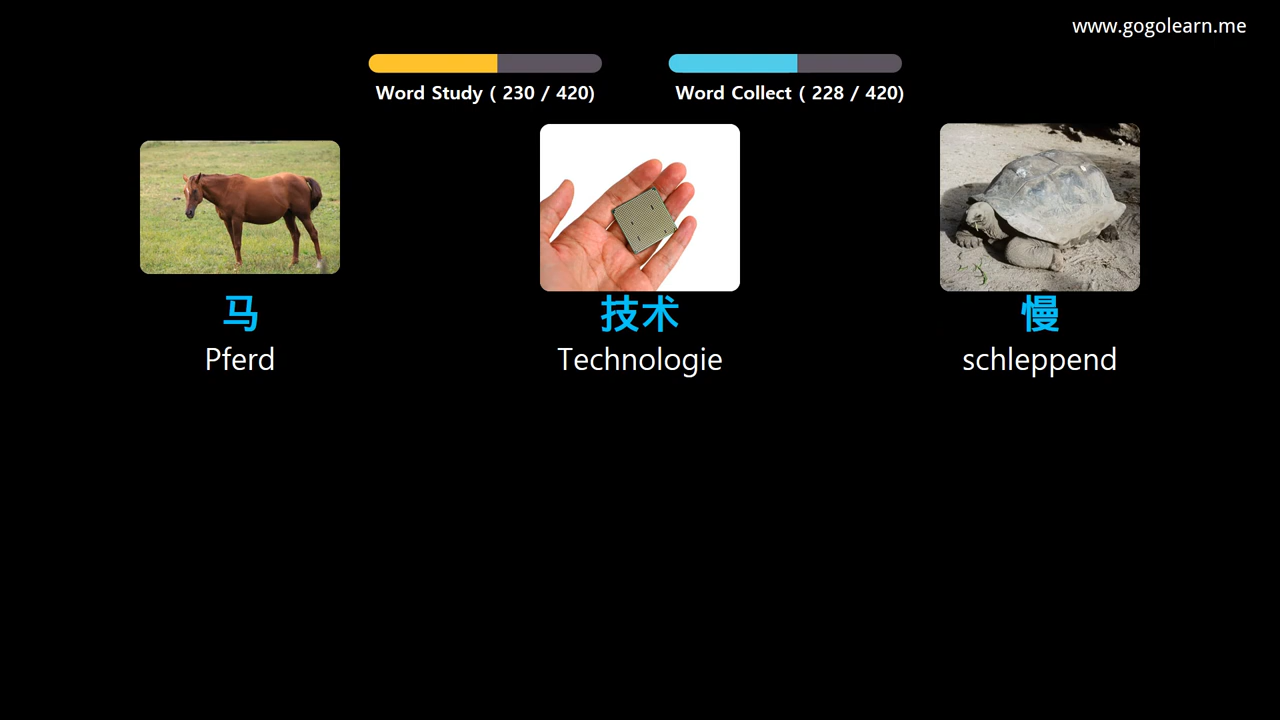 www.gogolearn.me
Word Study ( 230 / 420)
Word Collect ( 228 / 420)
马
Pferd
技术
Technologie
慢
schleppend